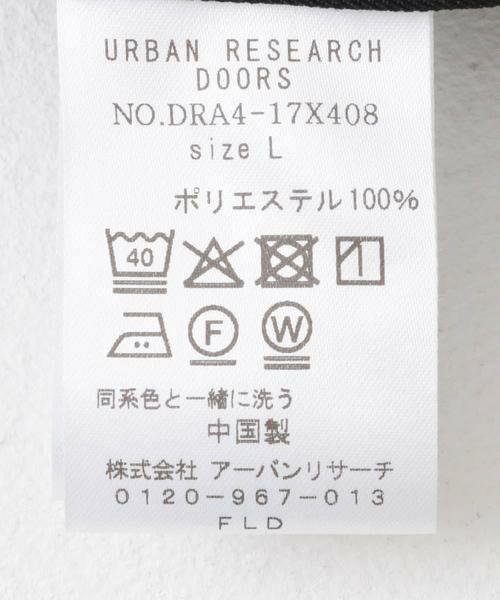 URBAN RESEARCH
DOORS
NO.DRA4-17X408
size L
ポリエステル100%
40
F W
同系色と一緒に洗う
中国製
株式会社 アーバンリサーチ
0120-967-013
FLD